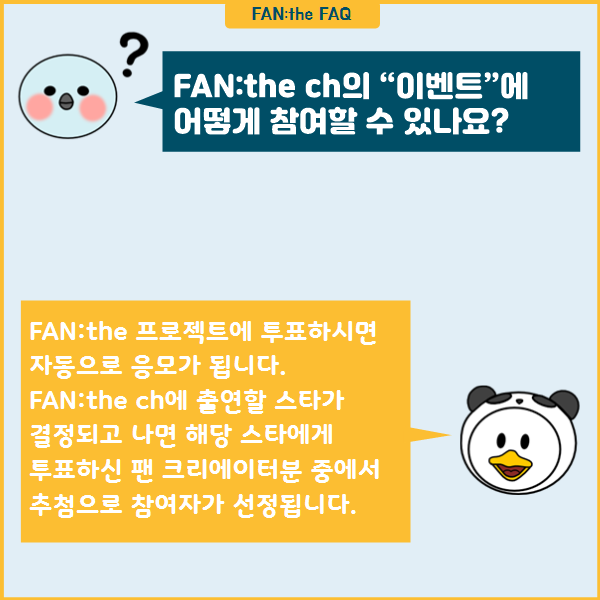 FAN:the FAQ
?
FAN:the ch의 “이벤트”에
어떻게 참여할 수 있나요?
FAN:the 프로젝트에 투표하시면
자동으로 응모가 됩니다.
FAN:the ch에 출연할 스타가
결정되고 나면 해당 스타에게
투표하신 팬 크리에이터분 중에서
추첨으로 참여자가 선정됩니다.